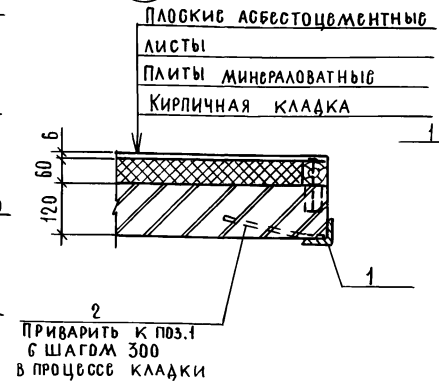 ПЛОСКИЕ АСБЕСТОЦЕМЕНТНЫЕ
ЛИСТЫ
ПЛИТЫ МИНЕРАЛОВАТНЫЕ
КИРПИЧНАЯ КЛАДКА
1
6
60
120
1
2
ПРИВАРИТЬ К ПОЗ.1
С ШАГОМ 300
В ПРОЦЕССЕ КЛАДКИ